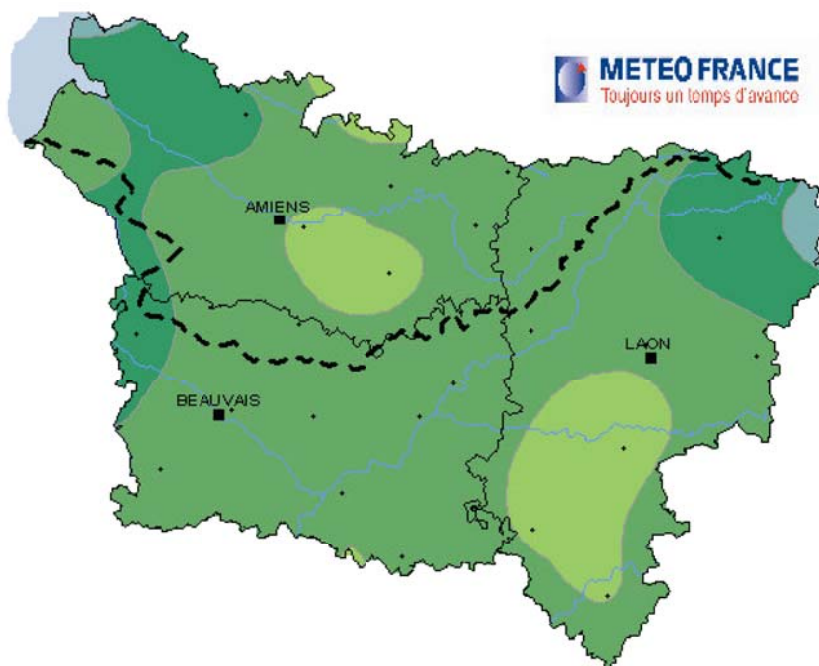 METEO FRANCE
Toujours un temps d'avance
AMIENS
LAON
BEAUVAIS